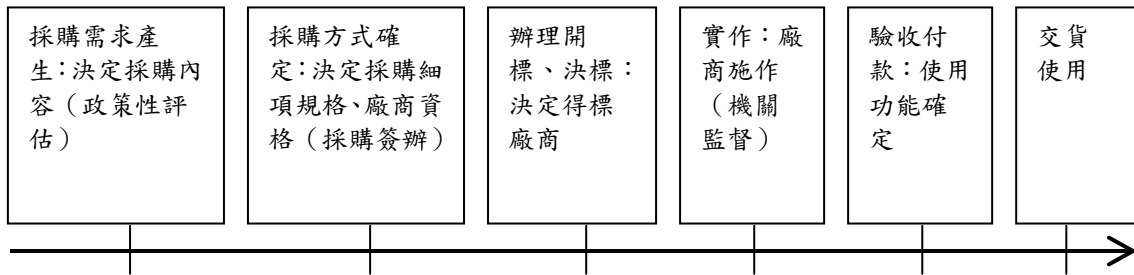 採購需求產
生:決定採購內
容（政策性評
估）
採購方式確
定:決定採購細
項規格、廠商資
格（採購簽辦）
辦理開
標、決標：
決定得標
廠商
實作：廠
商施作
（機關
監督）
驗收付
款：使用
功能確
定
交貨
使用